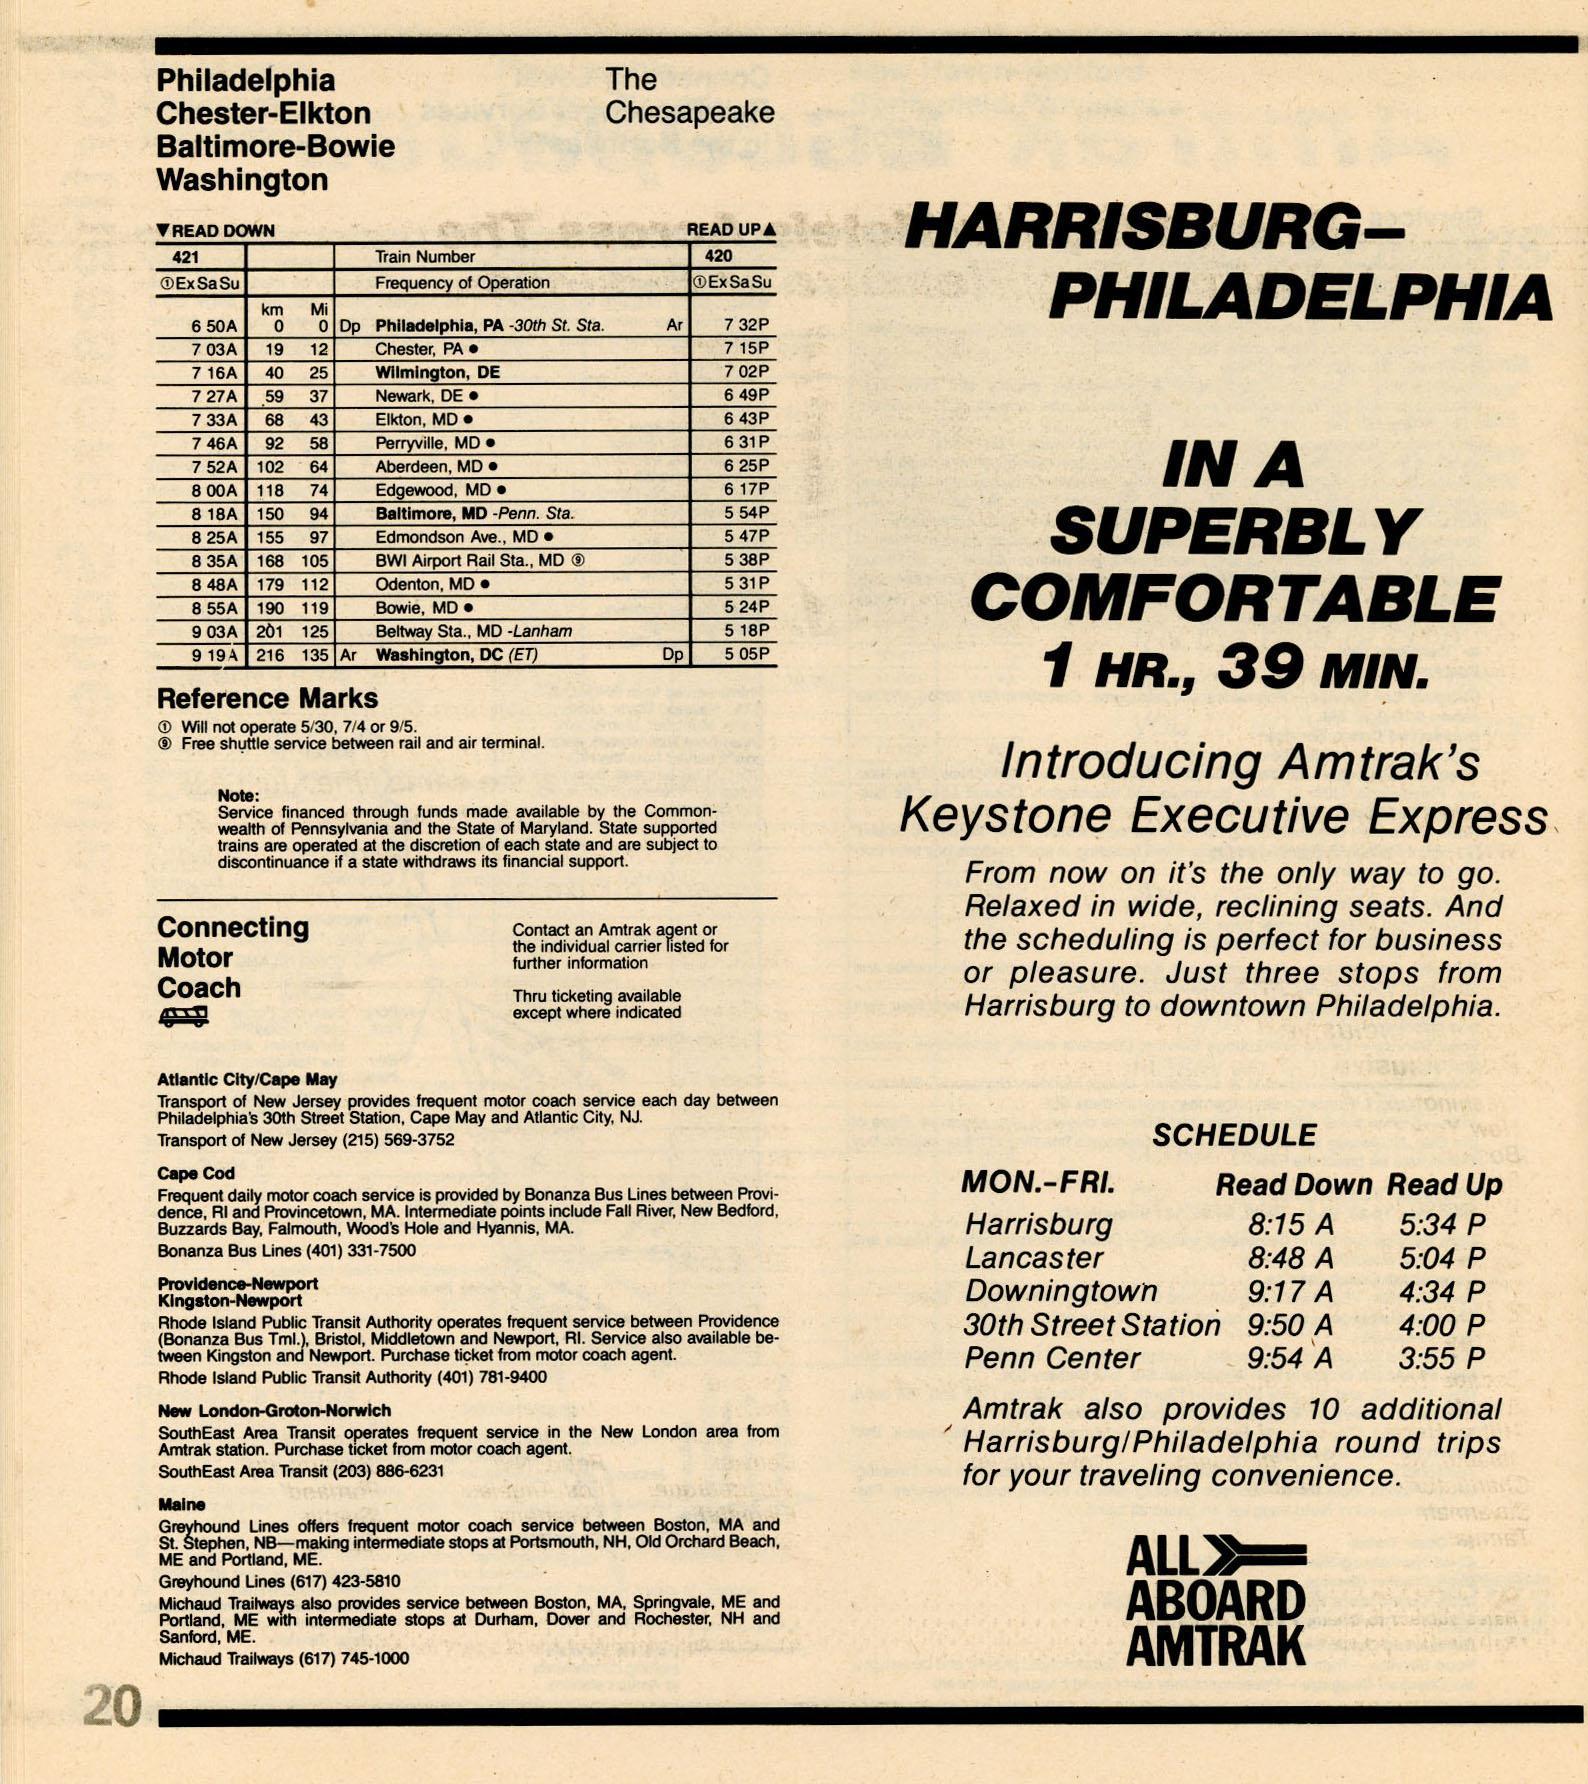 Philadelphia
Chester-Elkton
Baltimore-Bowie
Washington
The
Chesapeake
▼READ DOWN READ UP▲
421 Train Number 420
①ExSaSu Frequency of Operation ①ExSaSu
km Mi
6 50A 0 0 Dp Philadelphia, PA -30th St. Sta. Ar 7 32P
7 03A 19 12 Chester, PA ● 7 15P
7 16A 40 25 Wilmington, DE 7 02P
7 27A 59 37 Newark, DE ● 6 49P
7 33A 68 43 Elkton, MD ● 6 43P
7 46A 92 58 Perryville, MD ● 6 31P
7 52A 102 64 Aberdeen, MD ● 6 25P
8 00A 118 74 Edgewood, MD ● 6 17P
8 18A 150 94 Baltimore, MD -Penn. Sta. 5 54P
8 25A 155 97 Edmondson Ave., MD ● 5 47P
8 35A 168 105 BWI Airport Rail Sta., MD ⑨ 5 38P
8 48A 179 112 Odenton, MD ● 5 31P
8 55A 190 119 Bowie, MD ● 5 24P
9 03A 201 125 Beltway Sta., MD -Lanham 5 18P
9 19A 216 135 Ar Washington, DC (ET) Dp 5 05P
Reference Marks
① Will not operate 5/30, 7/4 or 9/5.
⑨ Free shuttle service between rail and air terminal.
Note:
Service financed through funds made available by the Common-
wealth of Pennsylvania and the State of Maryland. State supported
trains are operated at the discretion of each state and are subject to
discontinuance if a state withdraws its financial support.
Connecting
Motor
Coach
Contact an Amtrak agent or
the individual carrier listed for
further information
Thru ticketing available
except where indicated
Atlantic City/Cape May
Transport of New Jersey provides frequent motor coach service each day between
Philadelphia's 30th Street Station, Cape May and Atlantic City, NJ.
Transport of New Jersey (215) 569-3752
Cape Cod
Frequent daily motor coach service is provided by Bonanza Bus Lines between Provi-
dence, RI and Provincetown, MA. Intermediate points include Fall River, New Bedford,
Buzzards Bay, Falmouth, Wood's Hole and Hyannis, MA.
Bonanza Bus Lines (401) 331-7500
Providence-Newport
Kingston-Newport
Rhode Island Public Transit Authority operates frequent service between Providence
(Bonanza Bus Tml.), Bristol, Middletown and Newport, RI. Service also available be-
tween Kingston and Newport. Purchase ticket from motor coach agent.
Rhode Island Public Transit Authority (401) 781-9400
New London-Groton-Norwich
SouthEast Area Transit operates frequent service in the New London area from
Amtrak station. Purchase ticket from motor coach agent.
SouthEast Area Transit (203) 886-6231
Maine
Greyhound Lines offers frequent motor coach service between Boston, MA and
St. Stephen, NB—making intermediate stops at Portsmouth, NH, Old Orchard Beach,
ME and Portland, ME.
Greyhound Lines (617) 423-5810
Michaud Trailways also provides service between Boston, MA, Springvale, ME and
Portland, ME with intermediate stops at Durham, Dover and Rochester, NH and
Sanford, ME.
Michaud Trailways (617) 745-1000
20
HARRISBURG–
PHILADELPHIA
IN A
SUPERBLY
COMFORTABLE
1 HR., 39 MIN.
Introducing Amtrak's
Keystone Executive Express
From now on it's the only way to go.
Relaxed in wide, reclining seats. And
the scheduling is perfect for business
or pleasure. Just three stops from
Harrisburg to downtown Philadelphia.
SCHEDULE
MON.-FRI. Read Down Read Up
Harrisburg 8:15 A 5:34 P
Lancaster 8:48 A 5:04 P
Downingtown 9:17 A 4:34 P
30th Street Station 9:50 A 4:00 P
Penn Center 9:54 A 3:55 P
Amtrak also provides 10 additional
Harrisburg/Philadelphia round trips
for your traveling convenience.
ALL
ABOARD
AMTRAK